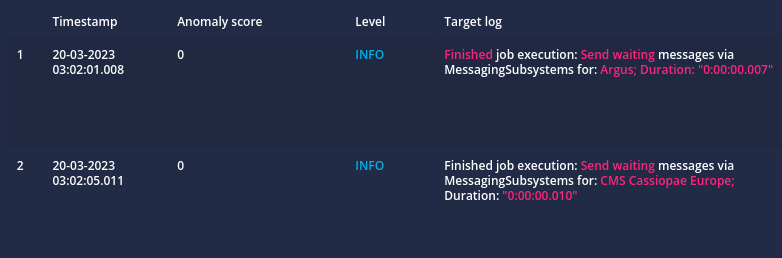 Timestamp Anomaly score Level Target log
1 20-03-2023 0 INFO Finished job execution: Send waiting messages via
03:02:01.008 MessagingSubsystems for: Argus; Duration: "0:00:00.007"
2 20-03-2023 0 INFO Finished job execution: Send waiting messages via
03:02:05.011 MessagingSubsystems for: CMS Cassiopae Europe;
Duration: "0:00:00.010"